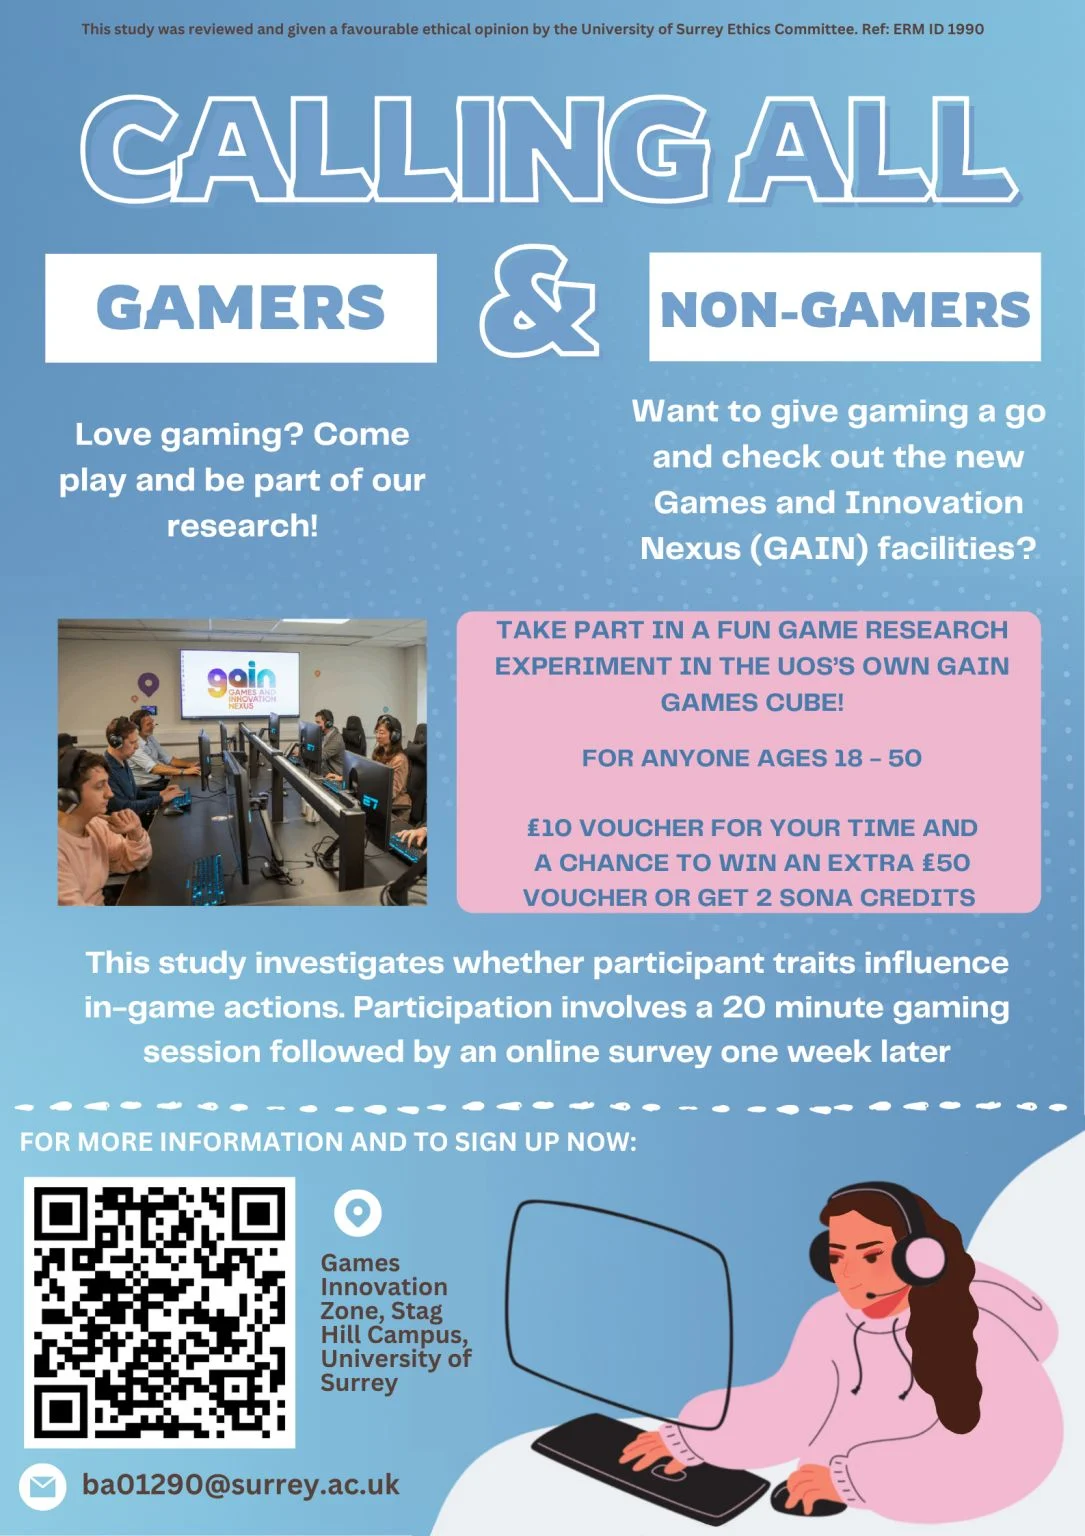 This study was reviewed and given a favourable ethical opinion by the University of Surrey Ethics Committee. Ref: ERM ID 1990
CALLING ALL
GAMERS
&
NON-GAMERS
Love gaming? Come
play and be part of our
research!
Want to give gaming a go
and check out the new
Games and Innovation
Nexus (GAIN) facilities?
gain
GAMES AND
INNOVATION
NEXUS
TAKE PART IN A FUN GAME RESEARCH
EXPERIMENT IN THE UOS’S OWN GAIN
GAMES CUBE!
FOR ANYONE AGES 18 – 50
£10 VOUCHER FOR YOUR TIME AND
A CHANCE TO WIN AN EXTRA £50
VOUCHER OR GET 2 SONA CREDITS
This study investigates whether participant traits influence
in-game actions. Participation involves a 20 minute gaming
session followed by an online survey one week later
FOR MORE INFORMATION AND TO SIGN UP NOW:
Games
Innovation
Zone, Stag
Hill Campus,
University of
Surrey
ba01290@surrey.ac.uk